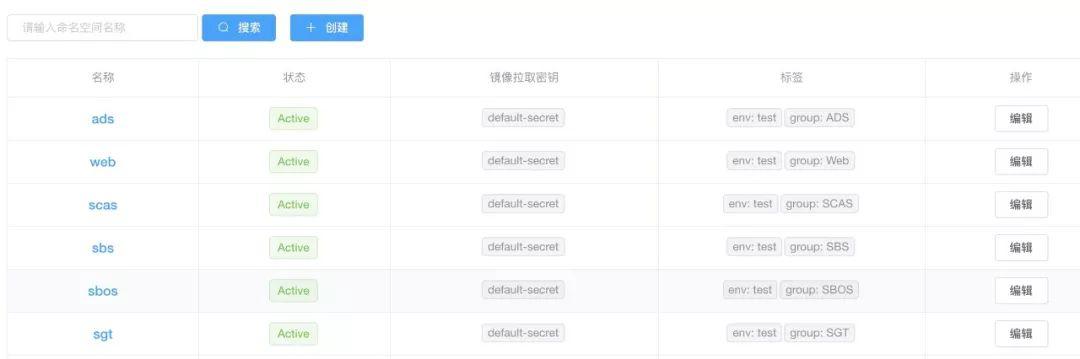 请输入命名空间名称 搜索 + 创建
名称 状态 镜像拉取密钥 标签 操作
ads Active default-secret env: test group: ADS 编辑
web Active default-secret env: test group: Web 编辑
scas Active default-secret env: test group: SCAS 编辑
sbs Active default-secret env: test group: SBS 编辑
sbos Active default-secret env: test group: SBOS 编辑
sgt Active default-secret env: test group: SGT 编辑